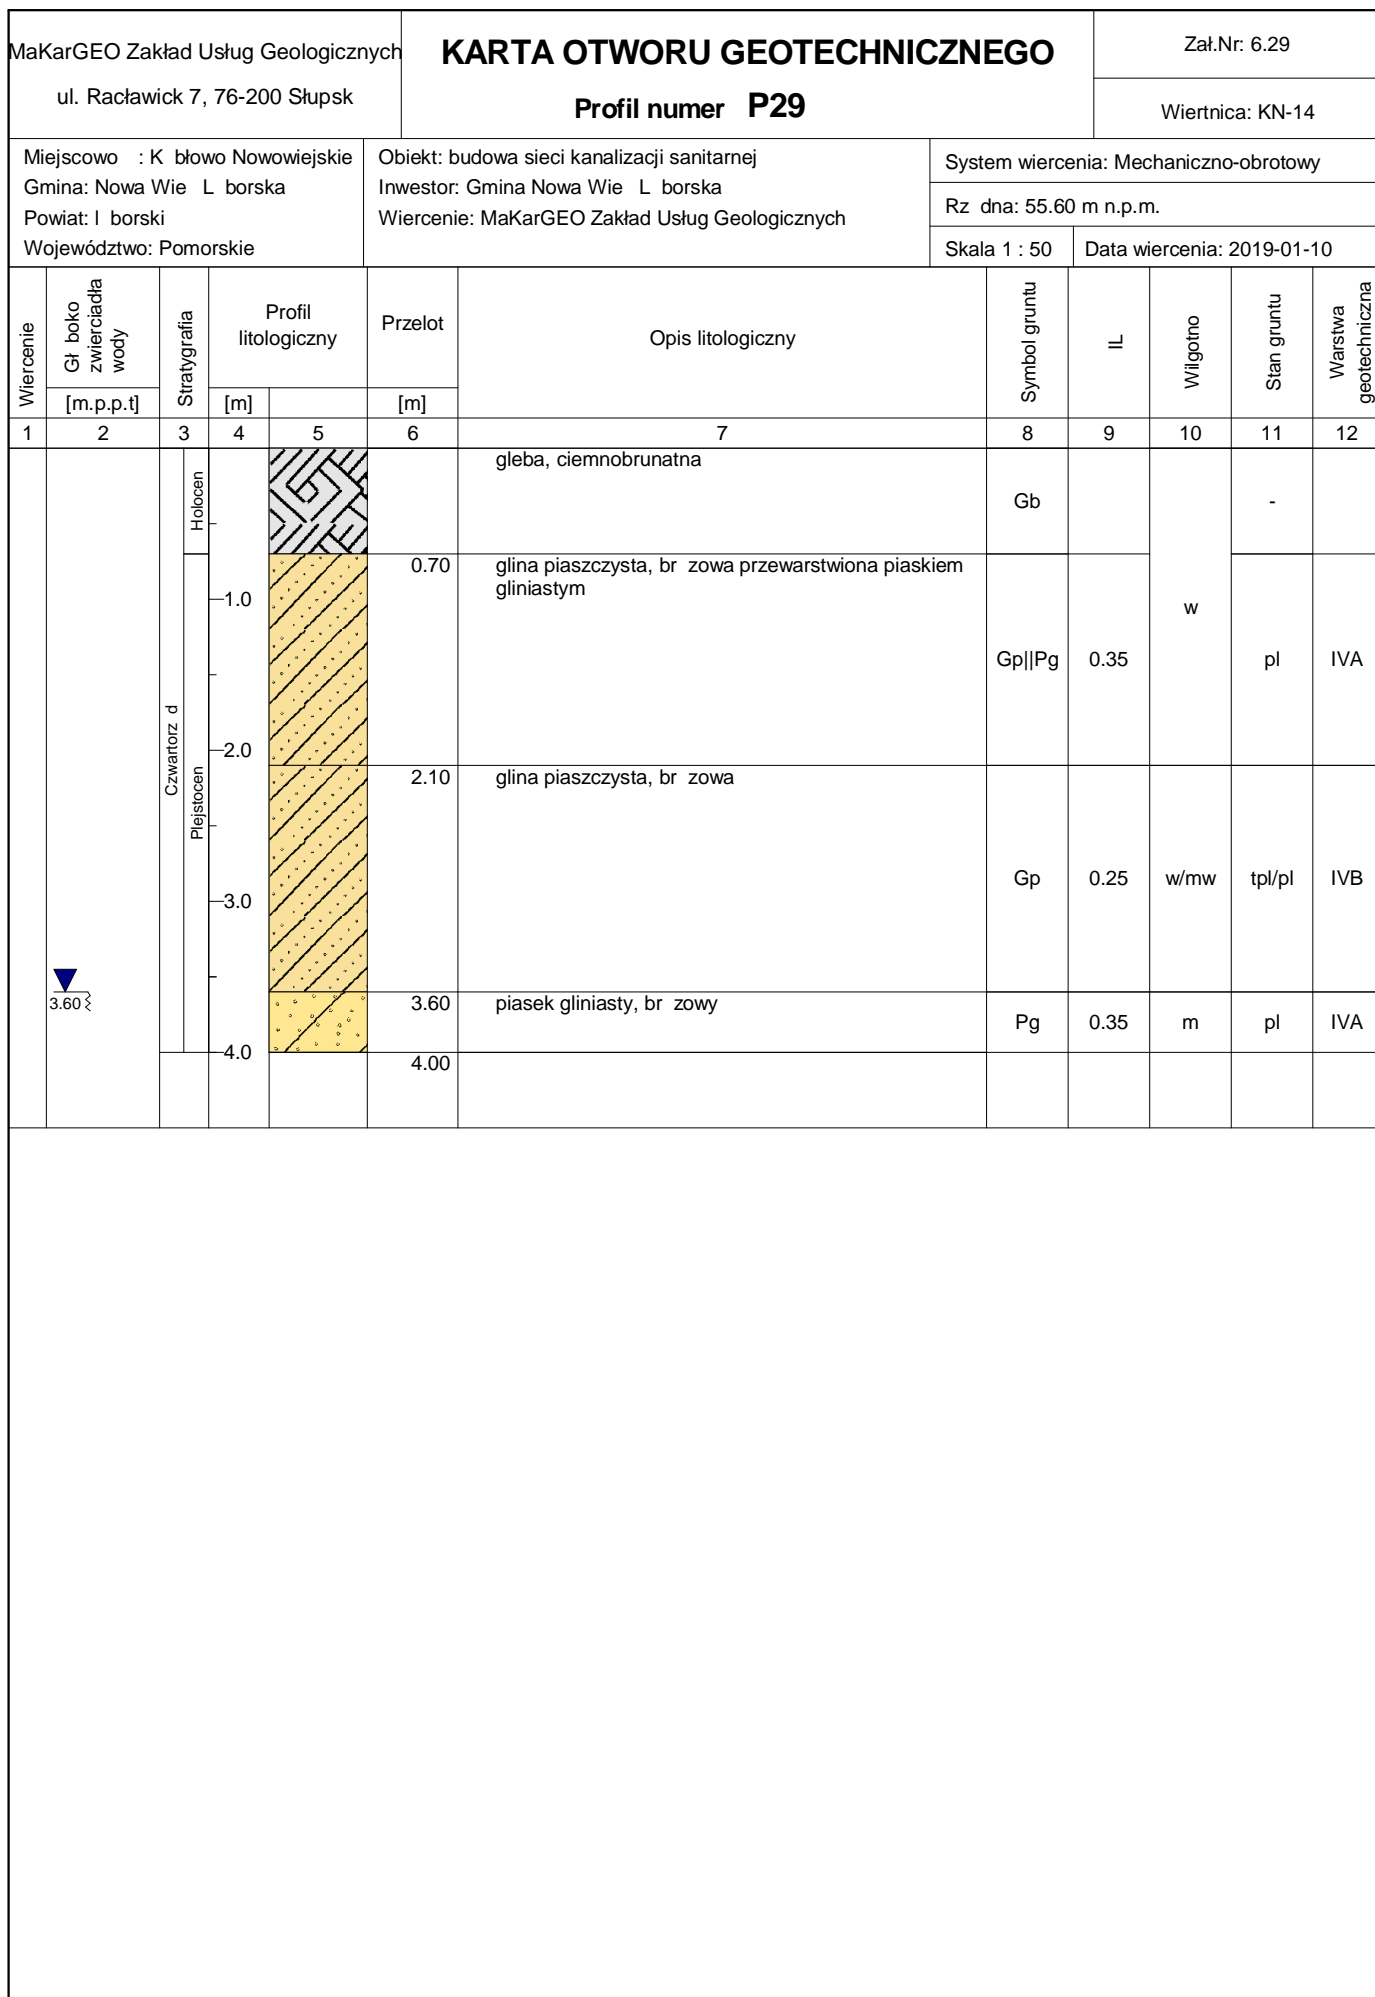 MaKarGEO Zakład Usług Geologicznych
ul. Racławick 7, 76-200 Słupsk
KARTA OTWORU GEOTECHNICZNEGO
Profil numer P29
Zał.Nr: 6.29
Wiertnica: KN-14
Miejscowo : K błowo Nowowiejskie
Gmina: Nowa Wie L borska
Powiat: l borski
Województwo: Pomorskie
Obiekt: budowa sieci kanalizacji sanitarnej
Inwestor: Gmina Nowa Wie L borska
Wiercenie: MaKarGEO Zakład Usług Geologicznych
System wiercenia: Mechaniczno-obrotowy
Rz dna: 55.60 m n.p.m.
Skala 1 : 50
Data wiercenia: 2019-01-10
Wiercenie
Gł boko
zwierciadła
wody
[m.p.p.t]
Stratygrafia
Profil
litologiczny
[m]
Przelot
[m]
Opis litologiczny
Symbol gruntu
IL
Wilgotno
Stan gruntu
Warstwa
geotechniczna
1 2 3 4 5 6 7 8 9 10 11 12
Czwartorz d
Holocen
gleba, ciemnobrunatna
Gb
-
0.70
glina piaszczysta, br zowa przewarstwiona piaskiem
gliniastym
1.0
w
Gp||Pg 0.35 pl IVA
2.0
Plejstocen
2.10
glina piaszczysta, br zowa
Gp 0.25 w/mw tpl/pl IVB
3.0
3.60
3.60
piasek gliniasty, br zowy
Pg 0.35 m pl IVA
4.0
4.00